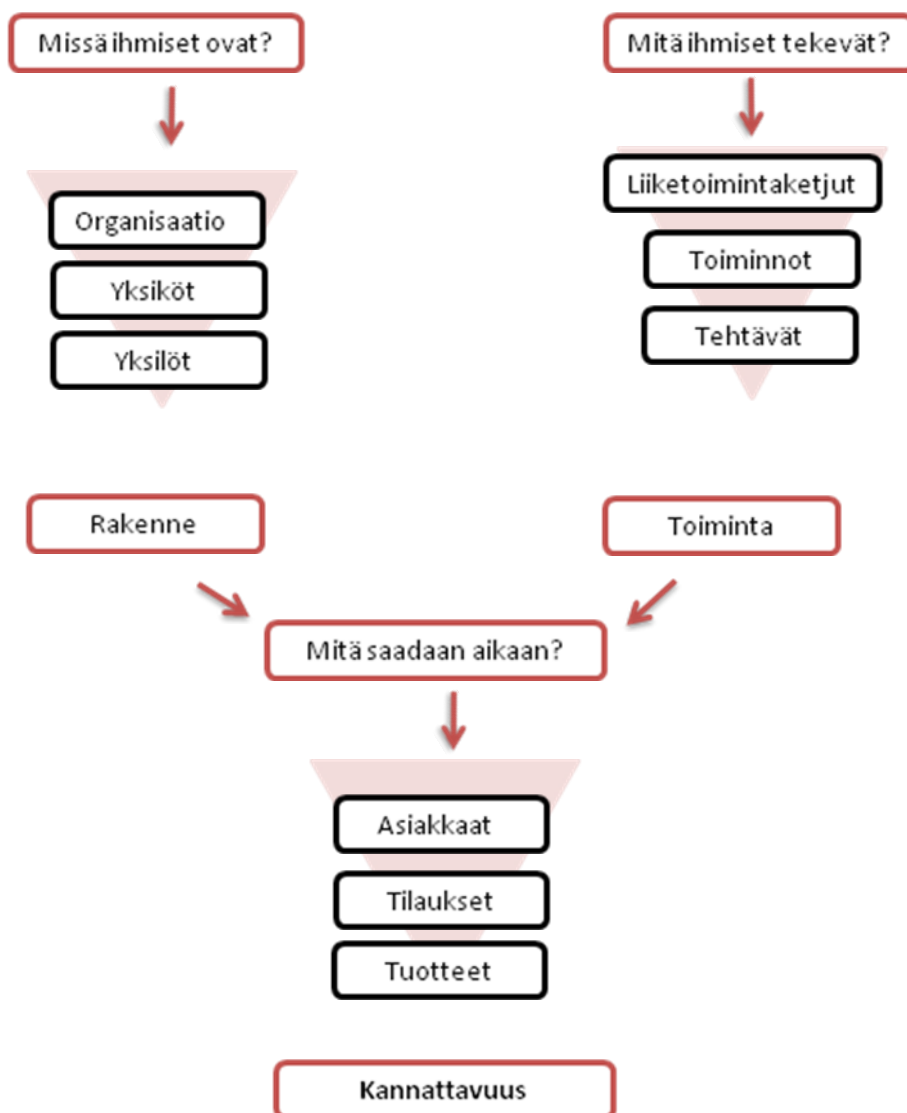 Missä ihmiset ovat?
Mitä ihmiset tekevät?
Organisaatio
Yksiköt
Yksilöt
Liiketoimintaketjut
Toiminnot
Tehtävät
Rakenne
Toiminta
Mitä saadaan aikaan?
Asiakkaat
Tilaukset
Tuotteet
Kannattavuus